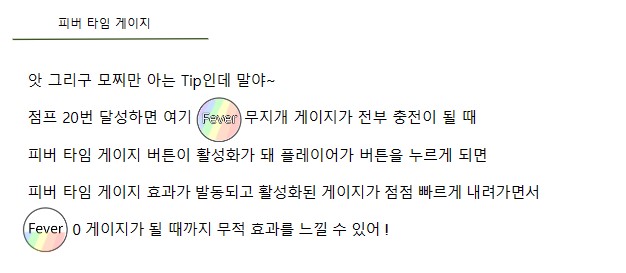 피버 타임 게이지
앗 그리구 모찌만 아는 Tip인데 말야~
점프 20번 달성하면 여기 Fever 무지개 게이지가 전부 충전이 될 때
피버 타임 게이지 버튼이 활성화가 돼 플레이어가 버튼을 누르게 되면
피버 타임 게이지 효과가 발동되고 활성화된 게이지가 점점 빠르게 내려가면서
Fever 0 게이지가 될 때까지 무적 효과를 느낄 수 있어 !